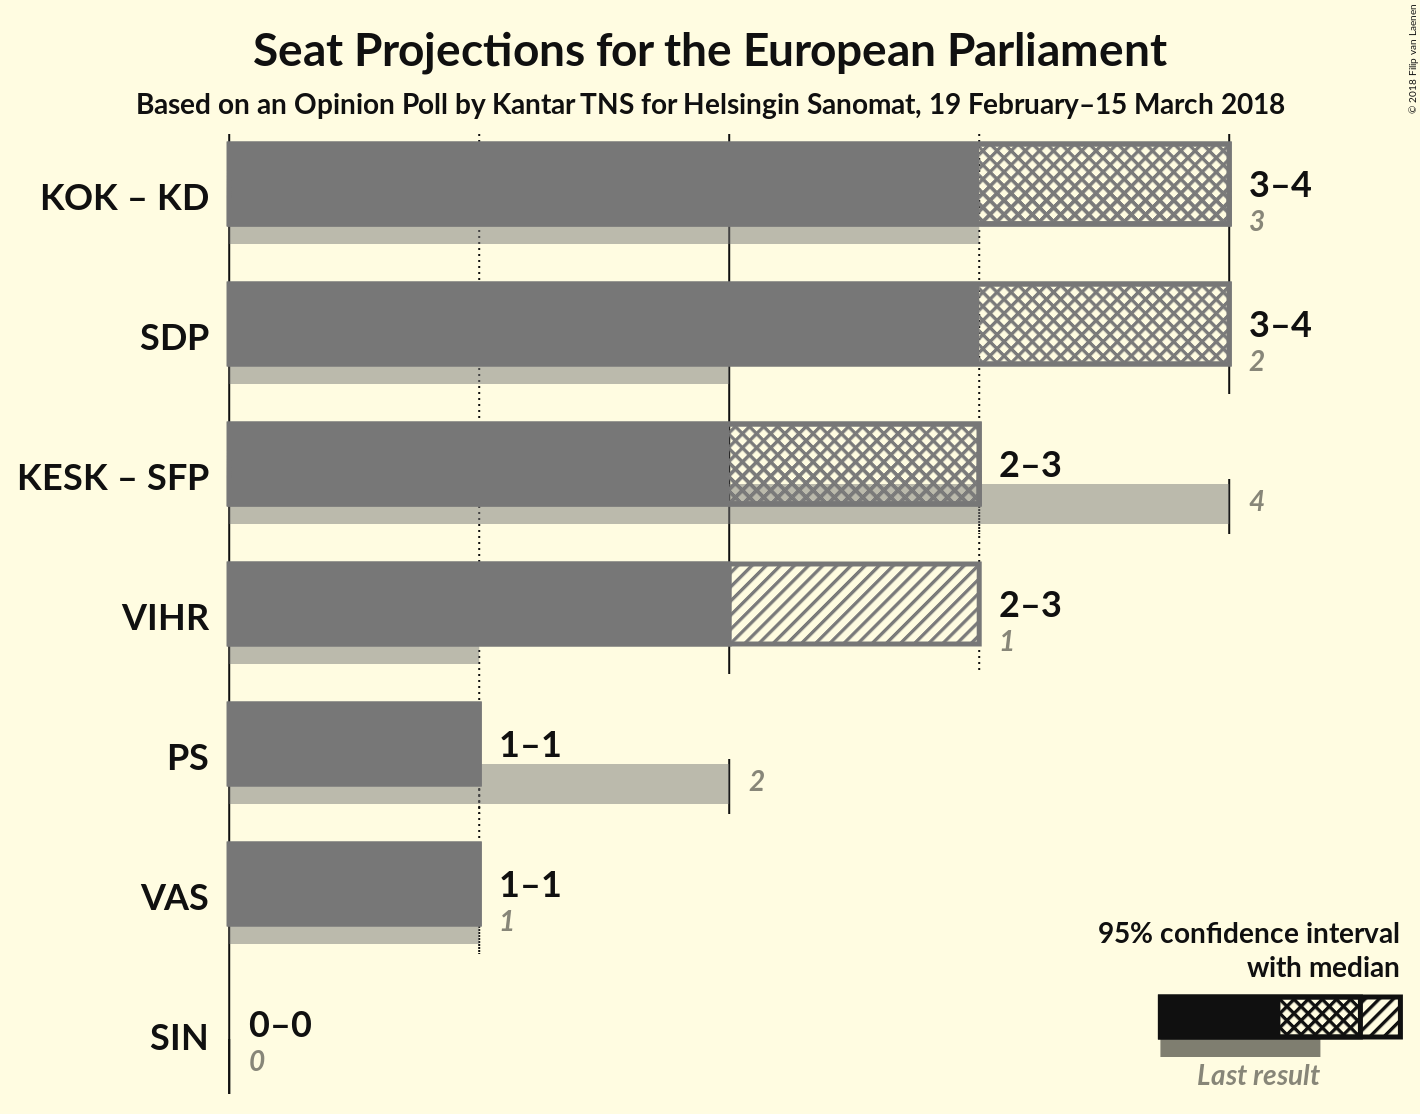 Seat Projections for the European Parliament
Based on an Opinion Poll by Kantar TNS for Helsingin Sanomat, 19 February–15 March 2018
© 2018 Filip van Laenen
KOK – KD
3–4
3
SDP
3–4
2
KESK – SFP
2–3
4
VIHR
2–3
1
PS
1–1
2
VAS
1–1
1
SIN
0–0
0
95% confidence interval
with median
Last result